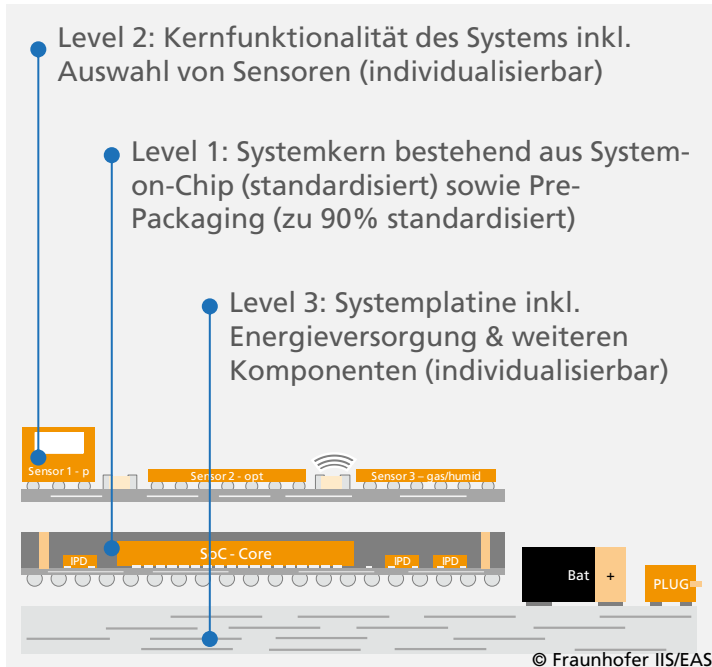 Level 2: Kernfunktionalität des Systems inkl.
Auswahl von Sensoren (individualisierbar)
Level 1: Systemkern bestehend aus System-
on-Chip (standardisiert) sowie Pre-
Packaging (zu 90% standardisiert)
Level 3: Systemplatine inkl.
Energieversorgung & weiteren
Komponenten (individualisierbar)
Sensor 1 - p
Sensor 2 - opt
Sensor 3 – gas/humid
SoC - Core
IPD
IPD
IPD
Bat
+
PLUG
© Fraunhofer IIS/EAS